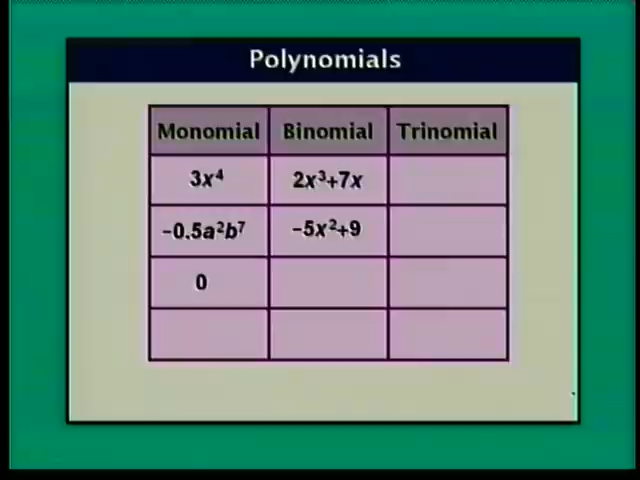 Polynomials
Monomial Binomial Trinomial
3x⁴ 2x³+7x
-0.5a²b⁷ -5x²+9
0